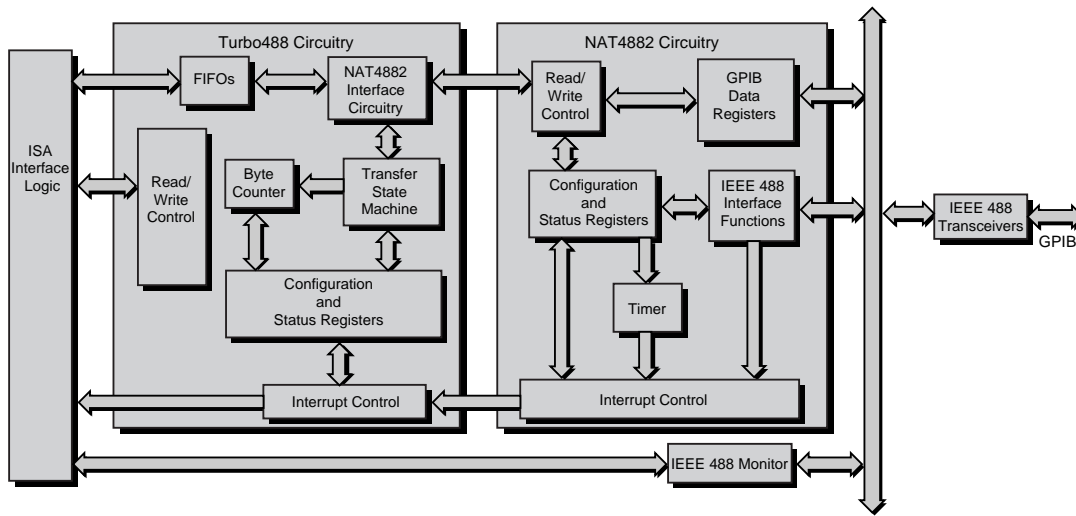 Turbo488 Circuitry
NAT4882 Circuitry
ISA
Interface
Logic
FIFOs
NAT4882
Interface
Circuitry
Read/
Write
Control
Byte
Counter
Transfer
State
Machine
Configuration
and
Status Registers
Interrupt Control
Read/
Write
Control
GPIB
Data
Registers
Configuration
and
Status Registers
IEEE 488
Interface
Functions
Timer
Interrupt Control
IEEE 488 Monitor
IEEE 488
Transceivers
GPIB